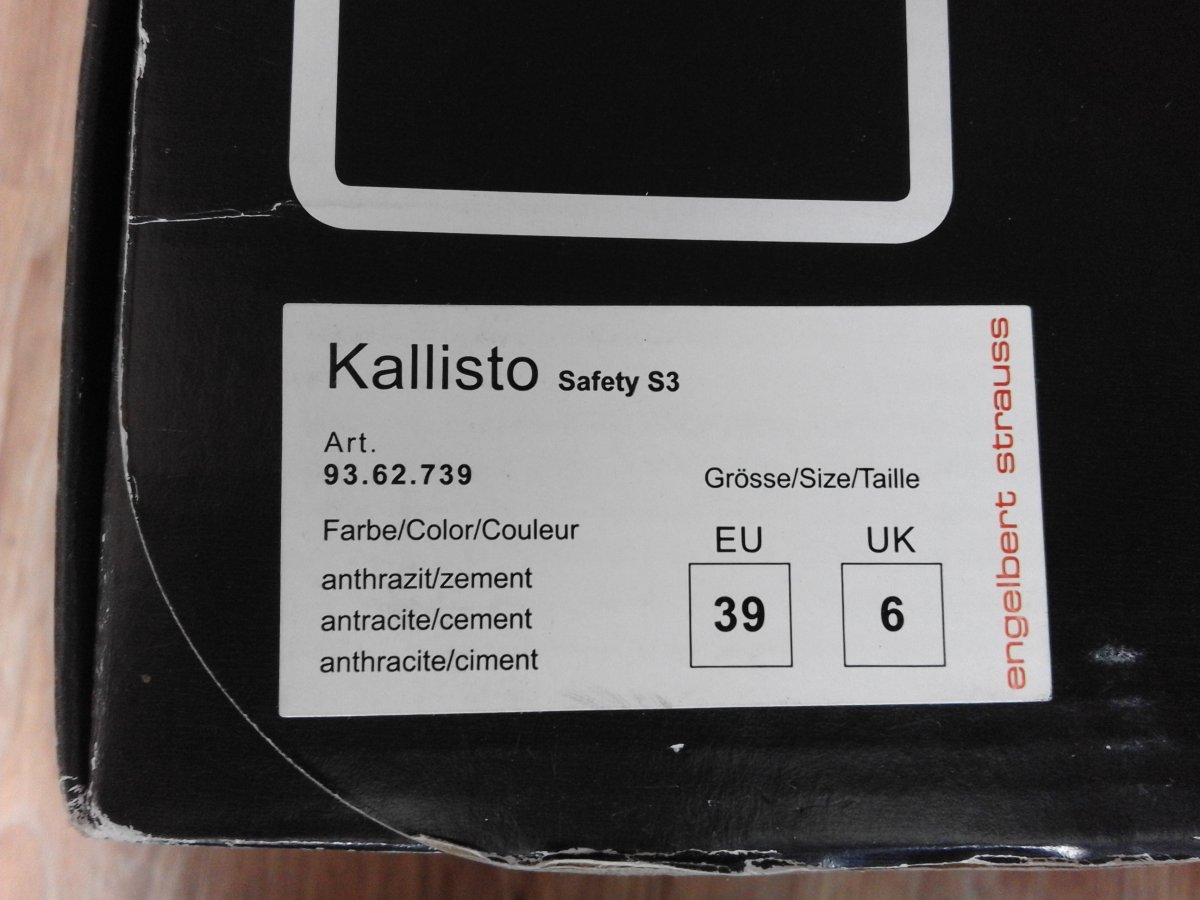 Kallisto Safety S3
Art.
93.62.739
Farbe/Color/Couleur
anthrazit/zement
antracite/cement
anthracite/ciment
Grösse/Size/Taille
EU UK
39 6
engelbert strauss